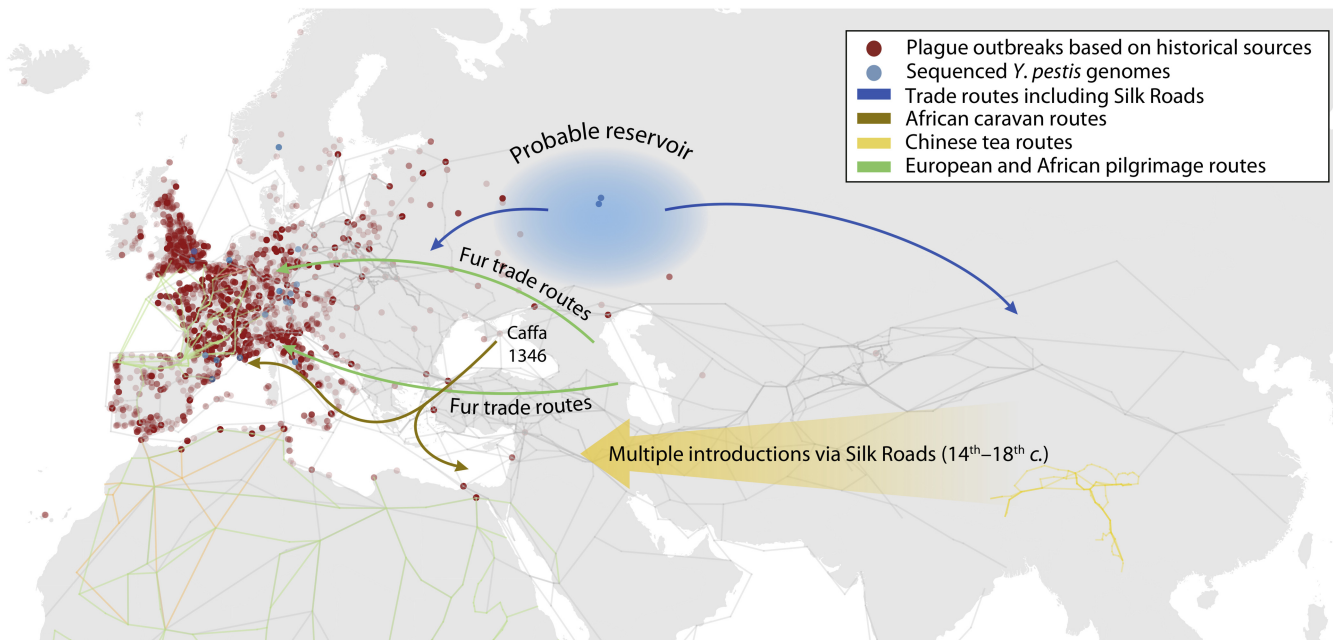 Plague outbreaks based on historical sources
Sequenced Y. pestis genomes
Trade routes including Silk Roads
African caravan routes
Chinese tea routes
European and African pilgrimage routes
Probable reservoir
Fur trade routes
Caffa
1346
Fur trade routes
Multiple introductions via Silk Roads (14th–18th c.)